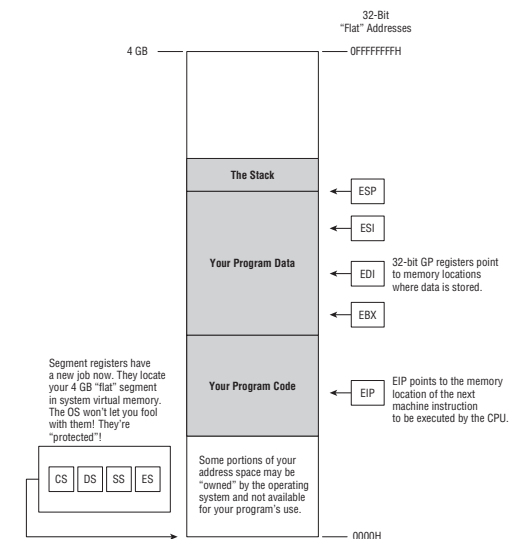 32-Bit
"Flat" Addresses
4 GB
0FFFFFFFFH
The Stack
ESP
ESI
Your Program Data
EDI
32-bit GP registers point
to memory locations
where data is stored.
EBX
Segment registers have
a new job now. They locate
your 4 GB "flat" segment
in system virtual memory.
The OS won't let you fool
with them! They're
"protected"!
Your Program Code
EIP
EIP points to the memory
location of the next
machine instruction
to be executed by the CPU.
CS DS SS ES
Some portions of your
address space may be
"owned" by the operating
system and not available
for your program's use.
0000H